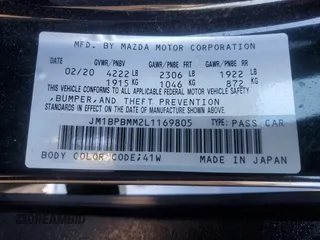 MFD. BY MAZDA MOTOR CORPORATION
GVWR/PNBV GAWR/PNBE FRT GAWR/PNBE RR
02/20 4222 LB 2306 LB 1922 LB
1915 KG 1046 KG 872 KG
THIS VEHICLE CONFORMS TO ALL APPLICABLE FEDERAL MOTOR VEHICLE SAFETY
,BUMPER,AND THEFT PREVENTION
STANDARDS IN EFFECT ON THE DATE OF MANUFACTURE SHOWN ABOVE.
JM1BPBMM2L1169805 TYPE:PASS CAR
BODY COLOR CODE;41W MADE IN JAPAN
DREAMBID